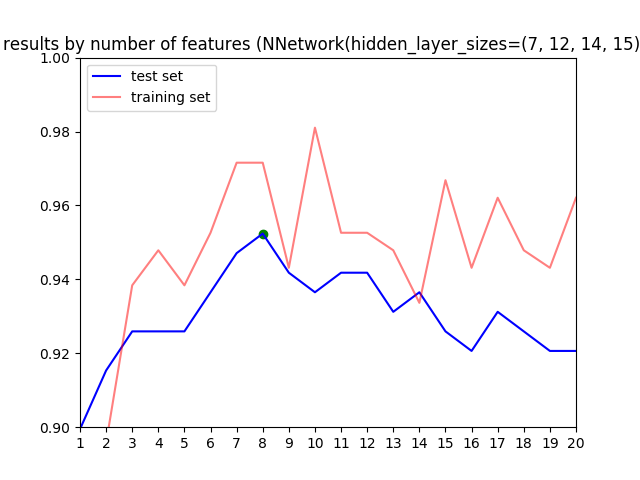 results by number of features (NNetwork(hidden_layer_sizes=(7, 12, 14, 15)
1.00
0.98
0.96
0.94
0.92
0.90
test set
training set
1 2 3 4 5 6 7 8 9 10 11 12 13 14 15 16 17 18 19 20